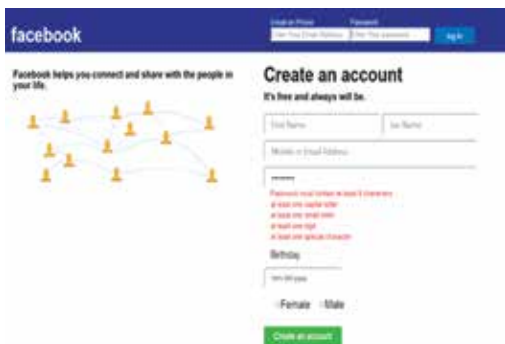 Email or Phone Password
facebook
Enter Your Email Address Enter Your password log in
Facebook helps you connect and share with the people in
your life.
Create an account
It's free and always will be.
First Name Name
Mobile or Email Address
Password must contain at least 8 characters
at least one capital letter
at least one small letter
at least one digit
at least one special character
Birthday
Female Male
Create an account